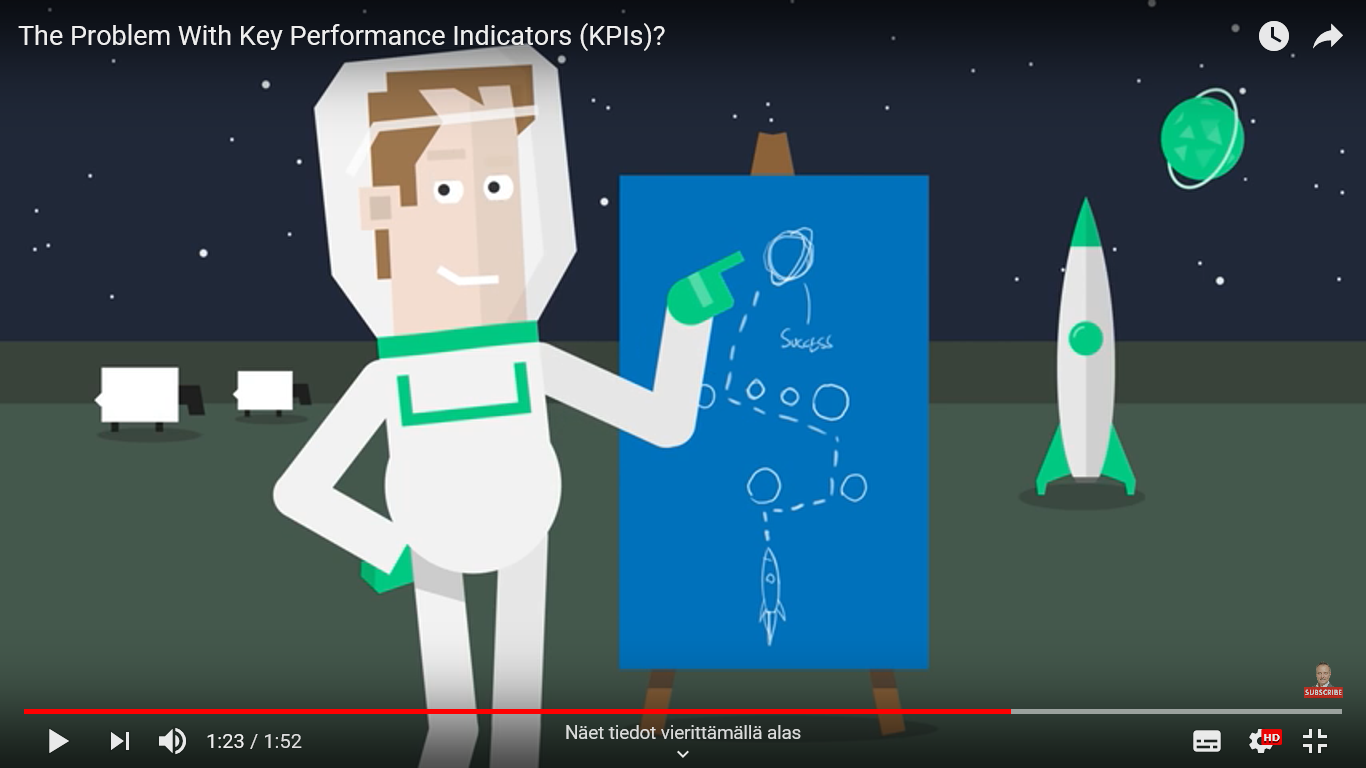 The Problem With Key Performance Indicators (KPIs)?
Success
SUBSCRIBE
1:23 / 1:52
Näet tiedot vierittämällä alas
HD